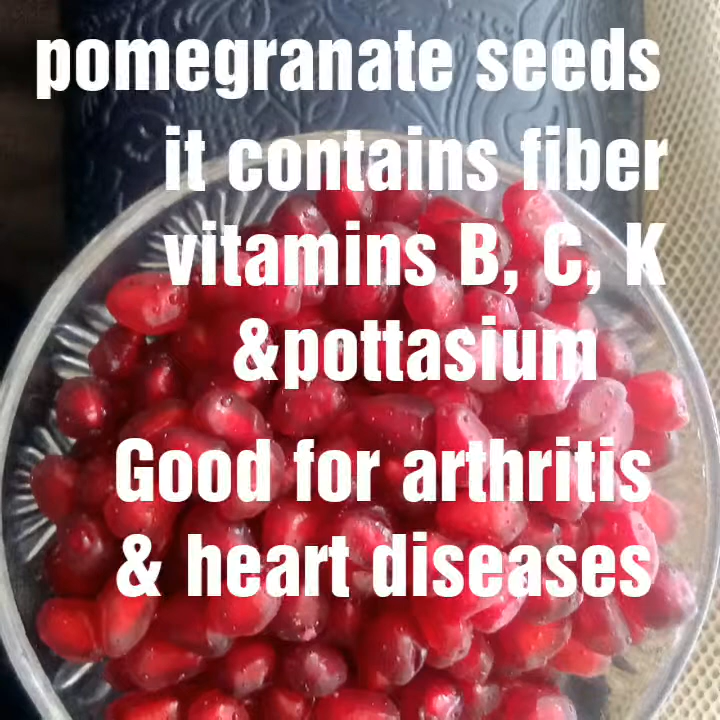 pomegranate seeds
it contains fiber
vitamins B, C, K
&pottasium
Good for arthritis
& heart diseases